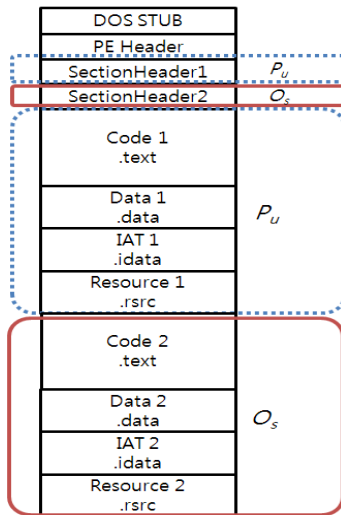 DOS STUB
PE Header
SectionHeader1 Pu
SectionHeader2 Os
Code 1
.text
Data 1
.data
Pu
IAT 1
.idata
Resource 1
.rsrc
Code 2
.text
Data 2
.data
Os
IAT 2
.idata
Resource 2
.rsrc